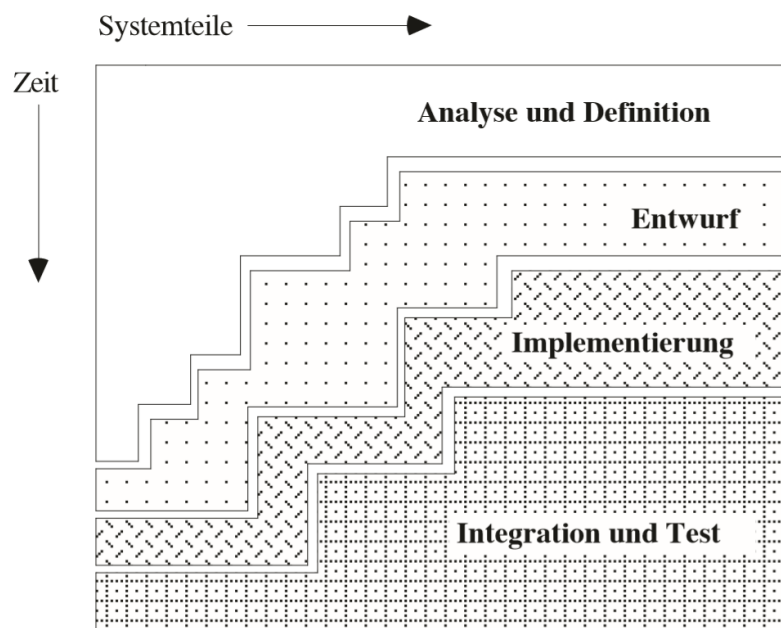 Systemteile
Zeit
Analyse und Definition
Entwurf
Implementierung
Integration und Test